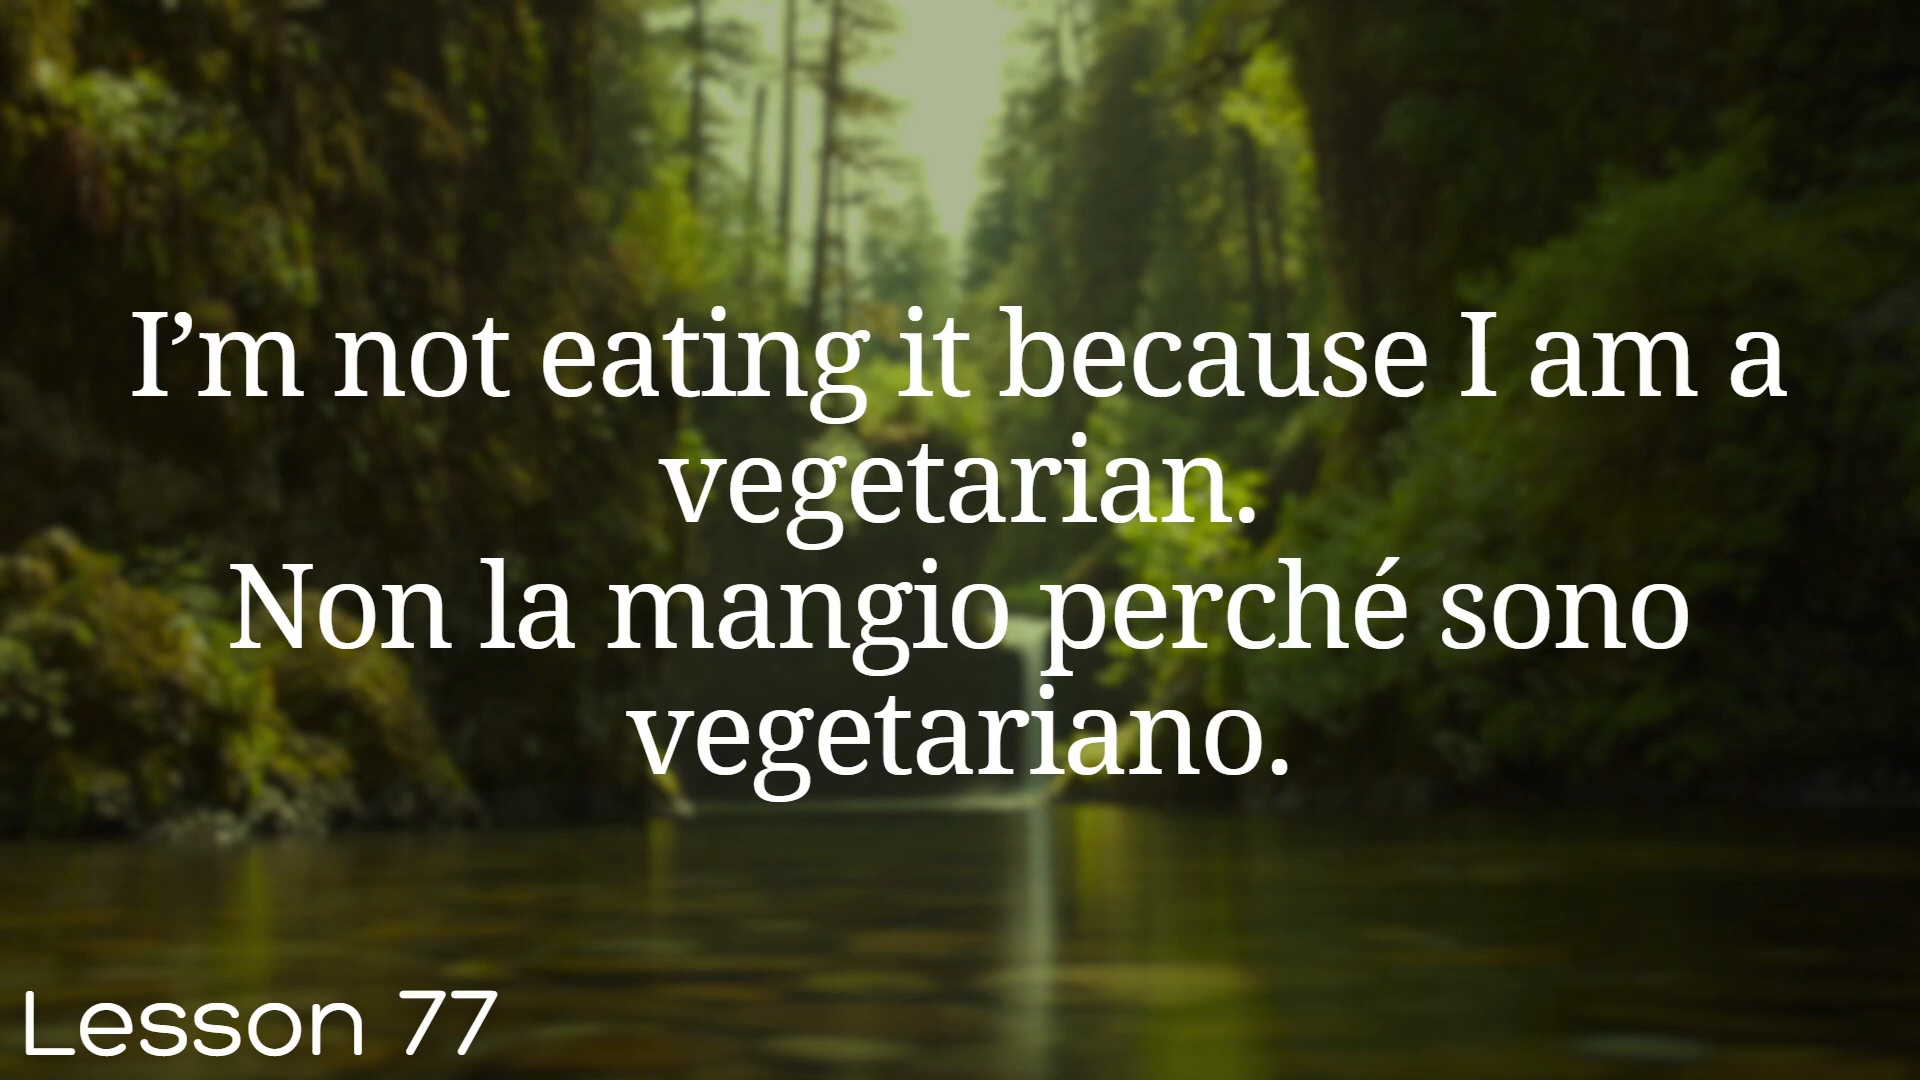 I’m not eating it because I am a
vegetarian.
Non la mangio perché sono
vegetariano.
Lesson 77